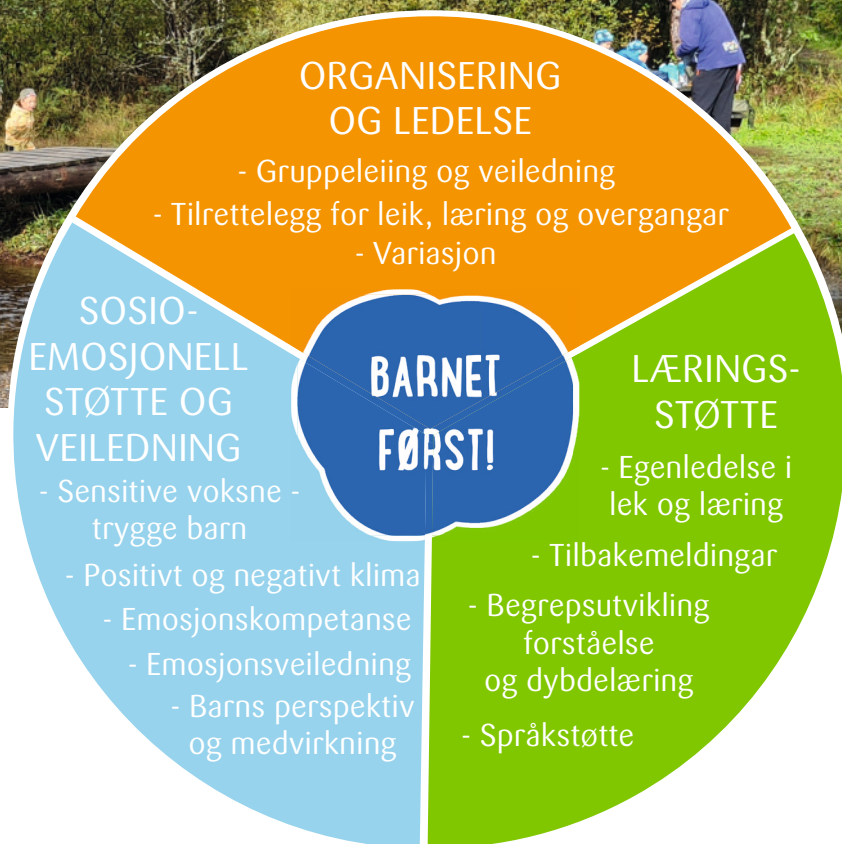 ORGANISERING
OG LEDELSE
- Gruppeleiing og veiledning
- Tilrettelegg for leik, læring og overgangar
- Variasjon
SOSIO-
EMOSJONELL
STØTTE OG
VEILEDNING
- Sensitive voksne -
trygge barn
- Positivt og negativt klima
- Emosjonskompetanse
- Emosjonsveiledning
- Barns perspektiv
og medvirkning
BARNET
FØRST!
LÆRINGS-
STØTTE
- Egenledelse i
lek og læring
- Tilbakemeldingar
- Begrepsutvikling
forståelse
og dybdelæring
- Språkstøtte